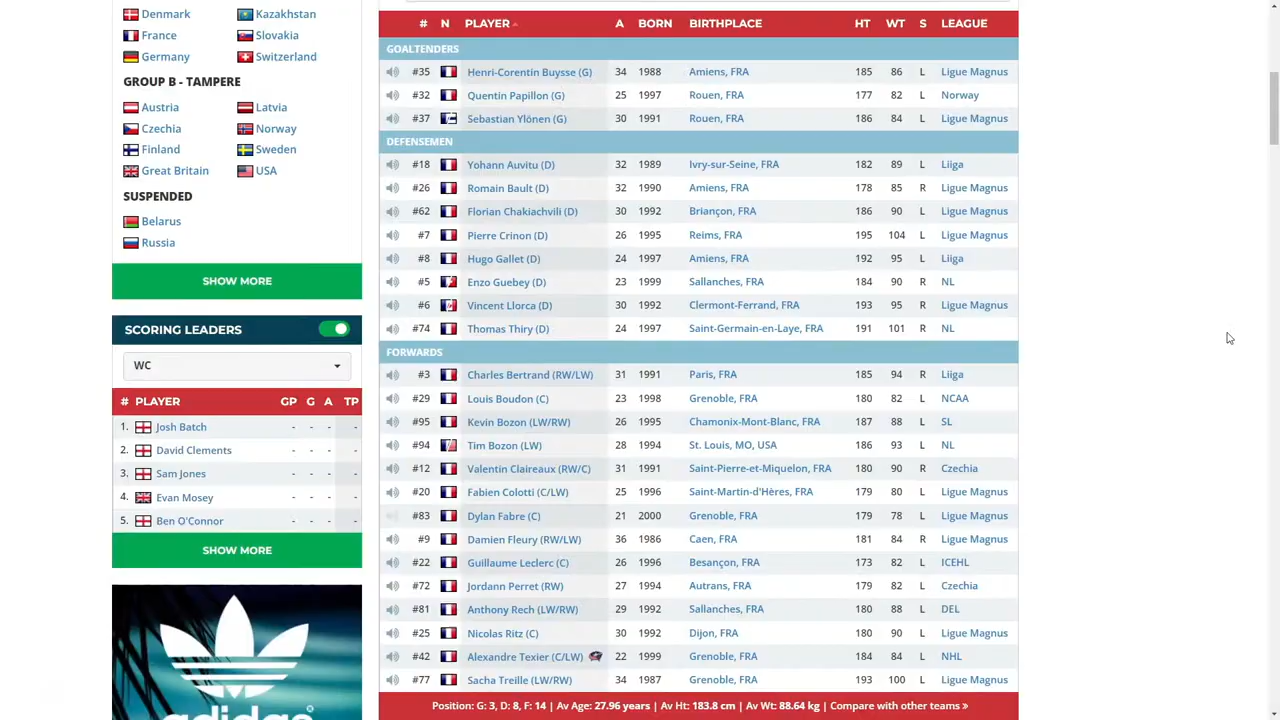 Denmark Kazakhstan
France Slovakia
Germany Switzerland
GROUP B - TAMPERE
Austria Latvia
Czechia Norway
Finland Sweden
Great Britain USA
SUSPENDED
Belarus
Russia
SHOW MORE
SCORING LEADERS
WC
# PLAYER GP G A TP
1. Josh Batch - - - -
2. David Clements - - - -
3. Sam Jones - - - -
4. Evan Mosey - - - -
5. Ben O'Connor - - - -
SHOW MORE
adidas
# N PLAYER A BORN BIRTHPLACE HT WT S LEAGUE
GOALTENDERS
#35 Henri-Corentin Buysse (G) 34 1988 Amiens, FRA 185 86 L Ligue Magnus
#32 Quentin Papillon (G) 25 1997 Rouen, FRA 177 82 L Norway
#37 Sebastian Ylönen (G) 30 1991 Rouen, FRA 186 84 L Ligue Magnus
DEFENSEMEN
#18 Yohann Auvitu (D) 32 1989 Ivry-sur-Seine, FRA 182 89 L Liiga
#26 Romain Bault (D) 32 1990 Amiens, FRA 178 85 R Ligue Magnus
#62 Florian Chakiachvili (D) 30 1992 Briançon, FRA 186 90 L Ligue Magnus
#7 Pierre Crinon (D) 26 1995 Reims, FRA 195 104 L Ligue Magnus
#8 Hugo Gallet (D) 24 1997 Amiens, FRA 192 95 L Liiga
#5 Enzo Guebey (D) 23 1999 Sallanches, FRA 184 90 R NL
#6 Vincent Llorca (D) 30 1992 Clermont-Ferrand, FRA 193 95 R Ligue Magnus
#74 Thomas Thiry (D) 24 1997 Saint-Germain-en-Laye, FRA 191 101 R NL
FORWARDS
#3 Charles Bertrand (RW/LW) 31 1991 Paris, FRA 185 94 R Liiga
#29 Louis Boudon (C) 23 1998 Grenoble, FRA 180 82 L NCAA
#95 Kevin Bozon (LW/RW) 26 1995 Chamonix-Mont-Blanc, FRA 187 88 L SL
#94 Tim Bozon (LW) 28 1994 St. Louis, MO, USA 186 93 L NL
#12 Valentin Claireaux (RW/C) 31 1991 Saint-Pierre-et-Miquelon, FRA 180 90 R Czechia
#20 Fabien Colotti (C/LW) 25 1996 Saint-Martin-d'Hères, FRA 179 80 L Ligue Magnus
#83 Dylan Fabre (C) 21 2000 Grenoble, FRA 179 78 L Ligue Magnus
#9 Damien Fleury (RW/LW) 36 1986 Caen, FRA 181 84 R Ligue Magnus
#22 Guillaume Leclerc (C) 26 1996 Besançon, FRA 173 82 L ICEHL
#72 Jordann Perret (RW) 27 1994 Autrans, FRA 179 82 L Czechia
#81 Anthony Rech (LW/RW) 29 1992 Sallanches, FRA 180 88 L DEL
#25 Nicolas Ritz (C) 30 1992 Dijon, FRA 180 90 L Ligue Magnus
#42 Alexandre Texier (C/LW) 22 1999 Grenoble, FRA 184 84 L NHL
#77 Sacha Treille (LW/RW) 34 1987 Grenoble, FRA 193 100 L Ligue Magnus
Position: G: 3, D: 8, F: 14 | Av Age: 27.96 years | Av Ht: 183.8 cm | Av Wt: 88.64 kg | Compare with other teams »